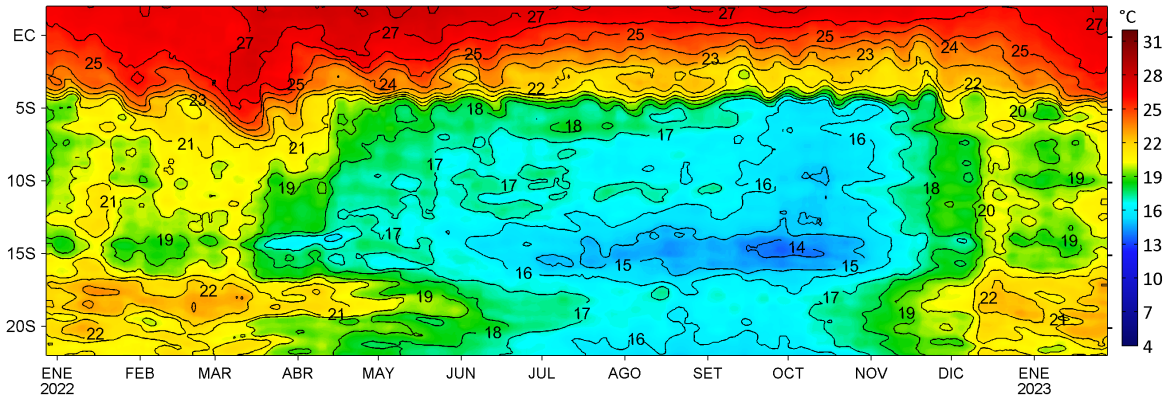 °C
27 27 27 27 27
EC
25 25 25 25 25 24 25
23 24 23 22 23 22
5S
18 20
21 21 18 17 16
17
10S
19 17 16 18
21 20
19 17 19
15S
16 15 14 15
22 19 17 22
21 17 19 21
20S
22 18 16
31
28
25
22
19
16
13
10
7
4
ENE FEB MAR ABR MAY JUN JUL AGO SET OCT NOV DIC ENE
2022 2023